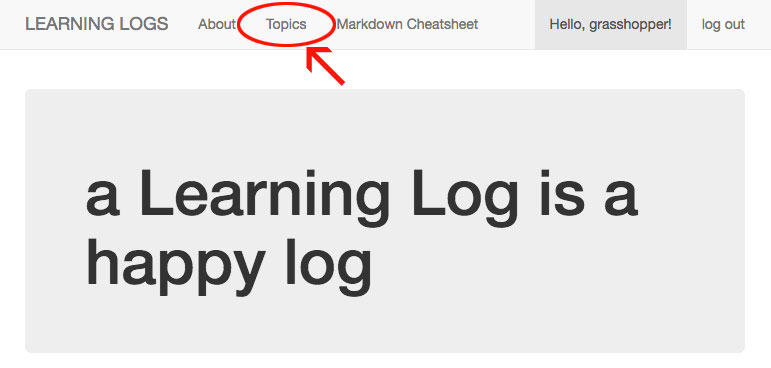 LEARNING LOGS About Topics Markdown Cheatsheet Hello, grasshopper! log out
a Learning Log is a
happy log